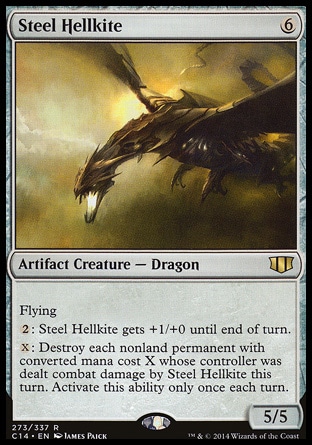 Steel Hellkite 6
Artifact Creature — Dragon
Flying
2: Steel Hellkite gets +1/+0 until end of turn.
X: Destroy each nonland permanent with
converted mana cost X whose controller was
dealt combat damage by Steel Hellkite this
turn. Activate this ability only once each turn.
273/337 R
C14 • EN JAMES PAICK
™ & © 2014 Wizards of the Coast
5/5